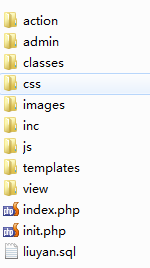 action
admin
classes
css
images
inc
js
templates
view
index.php
init.php
liuyan.sql